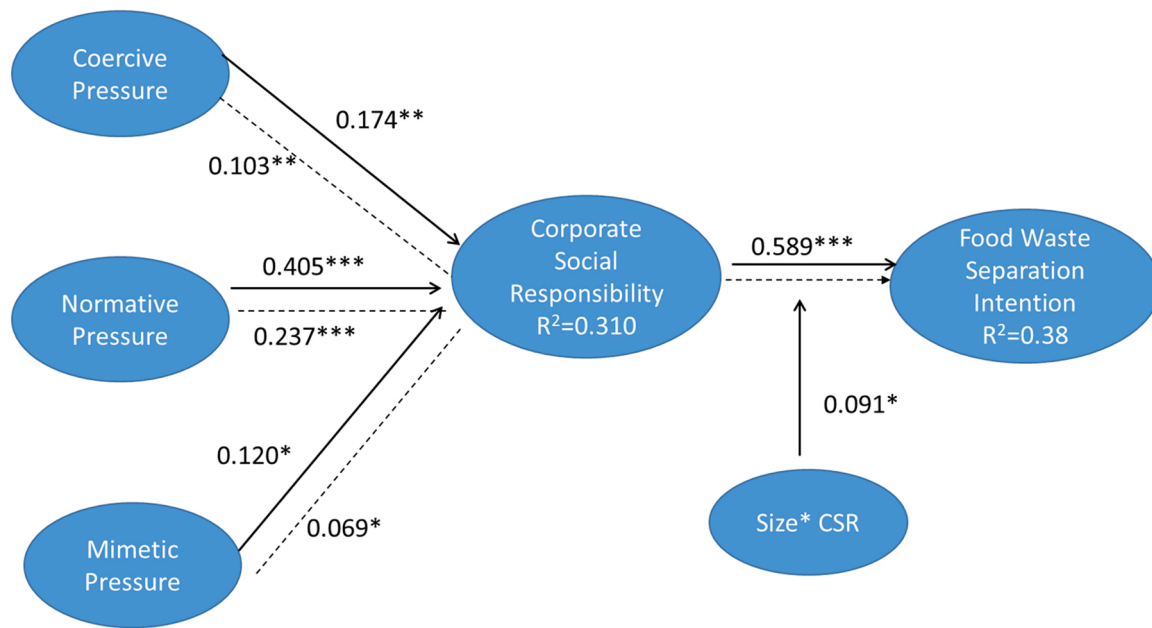 Coercive
Pressure
0.174**
0.103**
Normative
Pressure
0.405***
0.237***
Mimetic
Pressure
0.120*
0.069*
Corporate
Social
Responsibility
R²=0.310
0.589***
Food Waste
Separation
Intention
R²=0.38
0.091*
Size* CSR